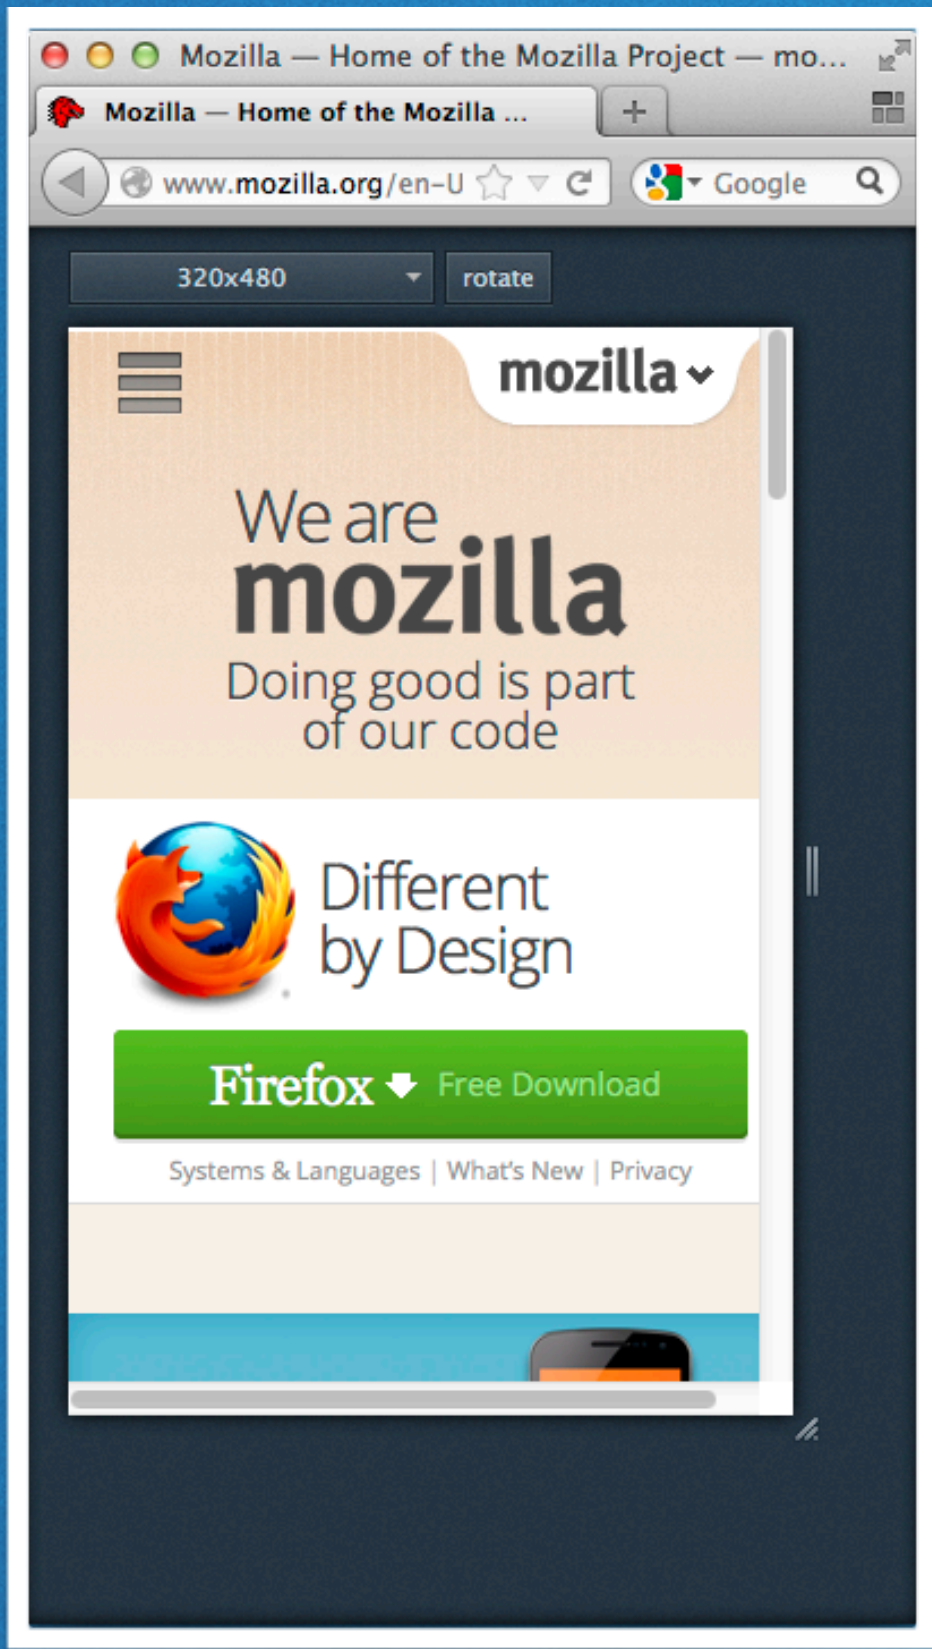 Mozilla — Home of the Mozilla Project — mo...
Mozilla — Home of the Mozilla ...
www.mozilla.org/en-U
Google
320x480
rotate
mozilla
We are
mozilla
Doing good is part
of our code
Different
by Design
Firefox Free Download
Systems & Languages | What's New | Privacy